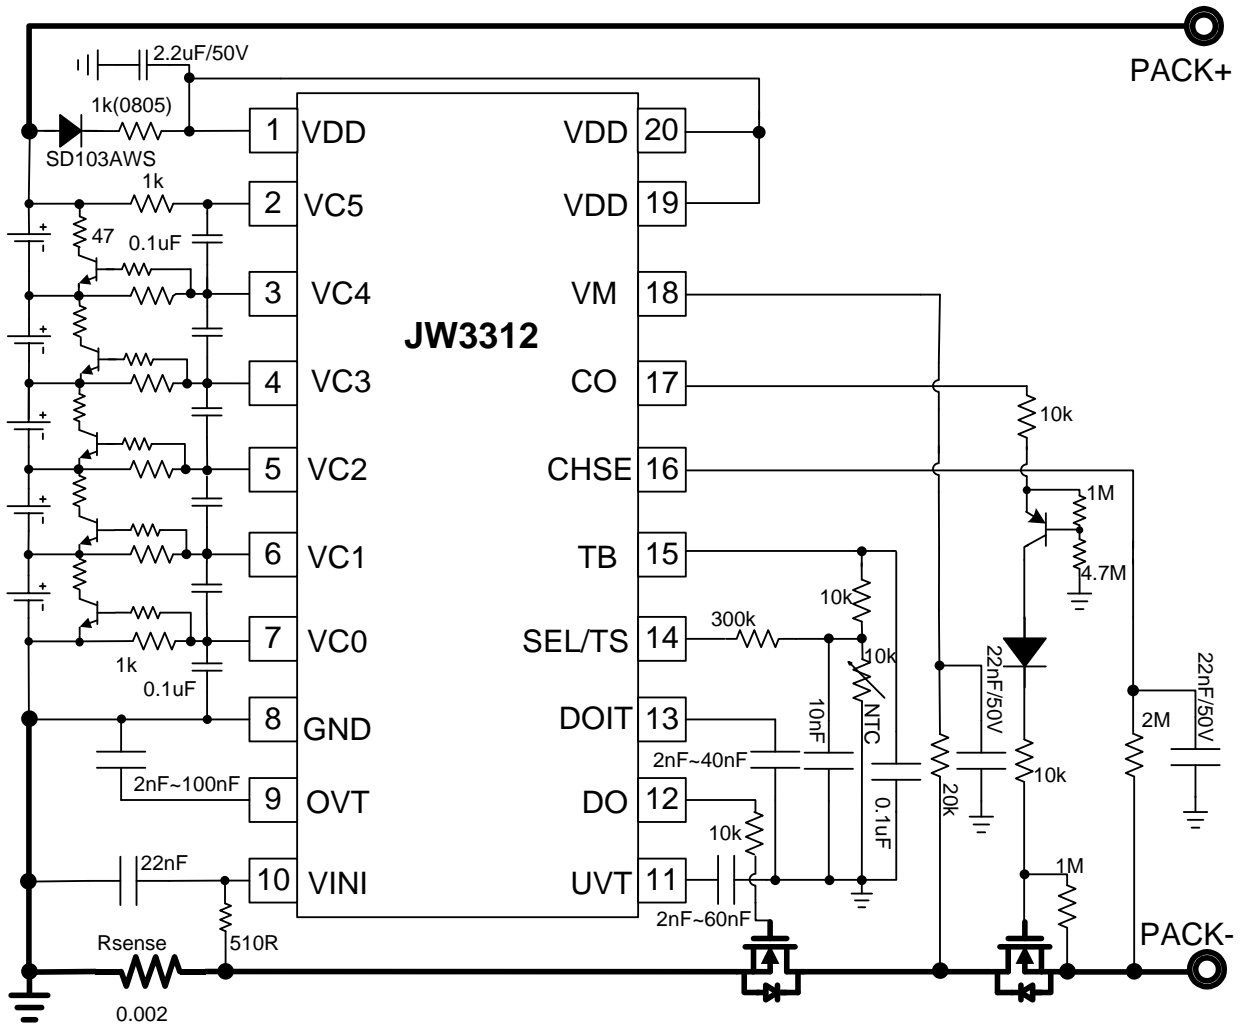 PACK+
2.2uF/50V
1k(0805)
SD103AWS
1 VDD
VDD 20
1k
2 VC5
VDD 19
+
-
47
0.1uF
3 VC4
VM 18
JW3312
+
-
4 VC3
CO 17
10k
+
-
5 VC2
CHSE 16
1M
+
-
6 VC1
TB 15
4.7M
+
-
10k
300k
7 VC0
SEL/TS 14
1k
0.1uF
10k
NTC
22nF/50V
22nF/50V
8 GND
DOIT 13
10nF
2M
2nF~100nF
2nF~40nF
10k
9 OVT
DO 12
0.1uF
20k
10k
22nF
10 VINI
UVT 11
1M
2nF~60nF
Rsense
510R
PACK-
0.002